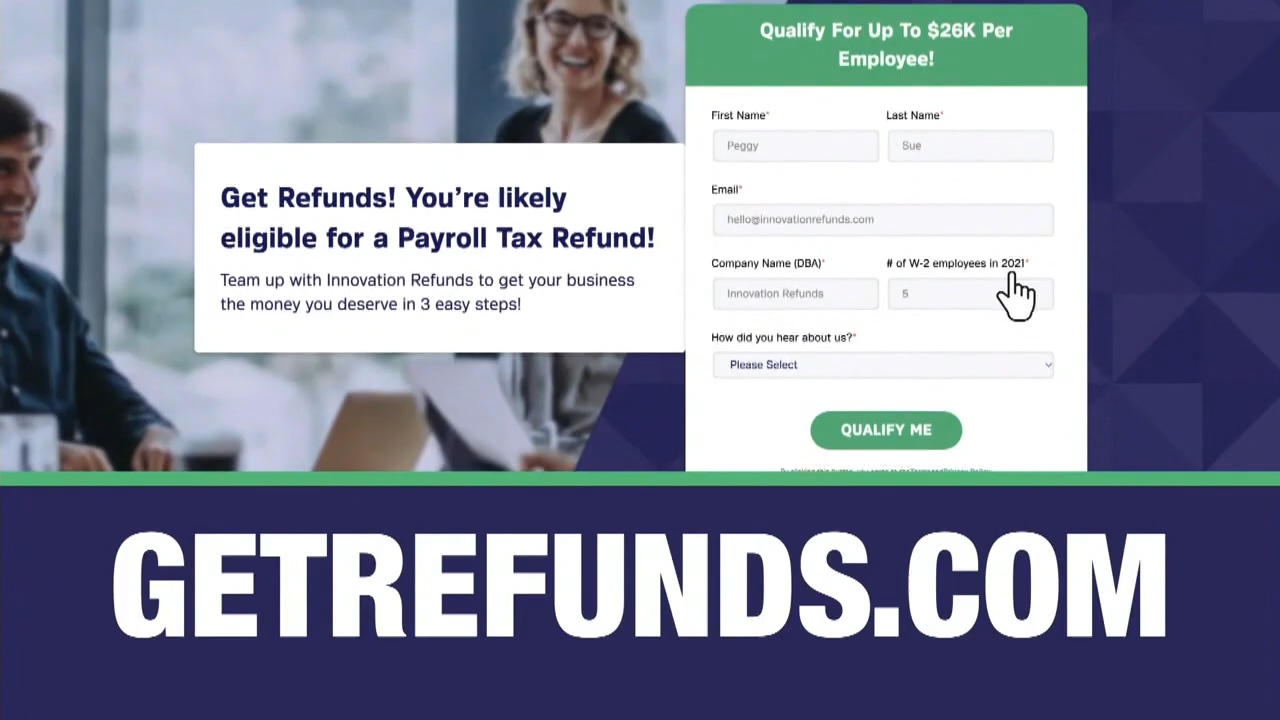 Get Refunds! You're likely
eligible for a Payroll Tax Refund!
Team up with Innovation Refunds to get your business
the money you deserve in 3 easy steps!
Qualify For Up To $26K Per
Employee!
First Name* Last Name*
Peggy Sue
Email*
hello@innovationrefunds.com
Company Name (DBA)* # of W-2 employees in 2021*
Innovation Refunds 5
How did you hear about us?*
Please Select
QUALIFY ME
GETREFUNDS.COM